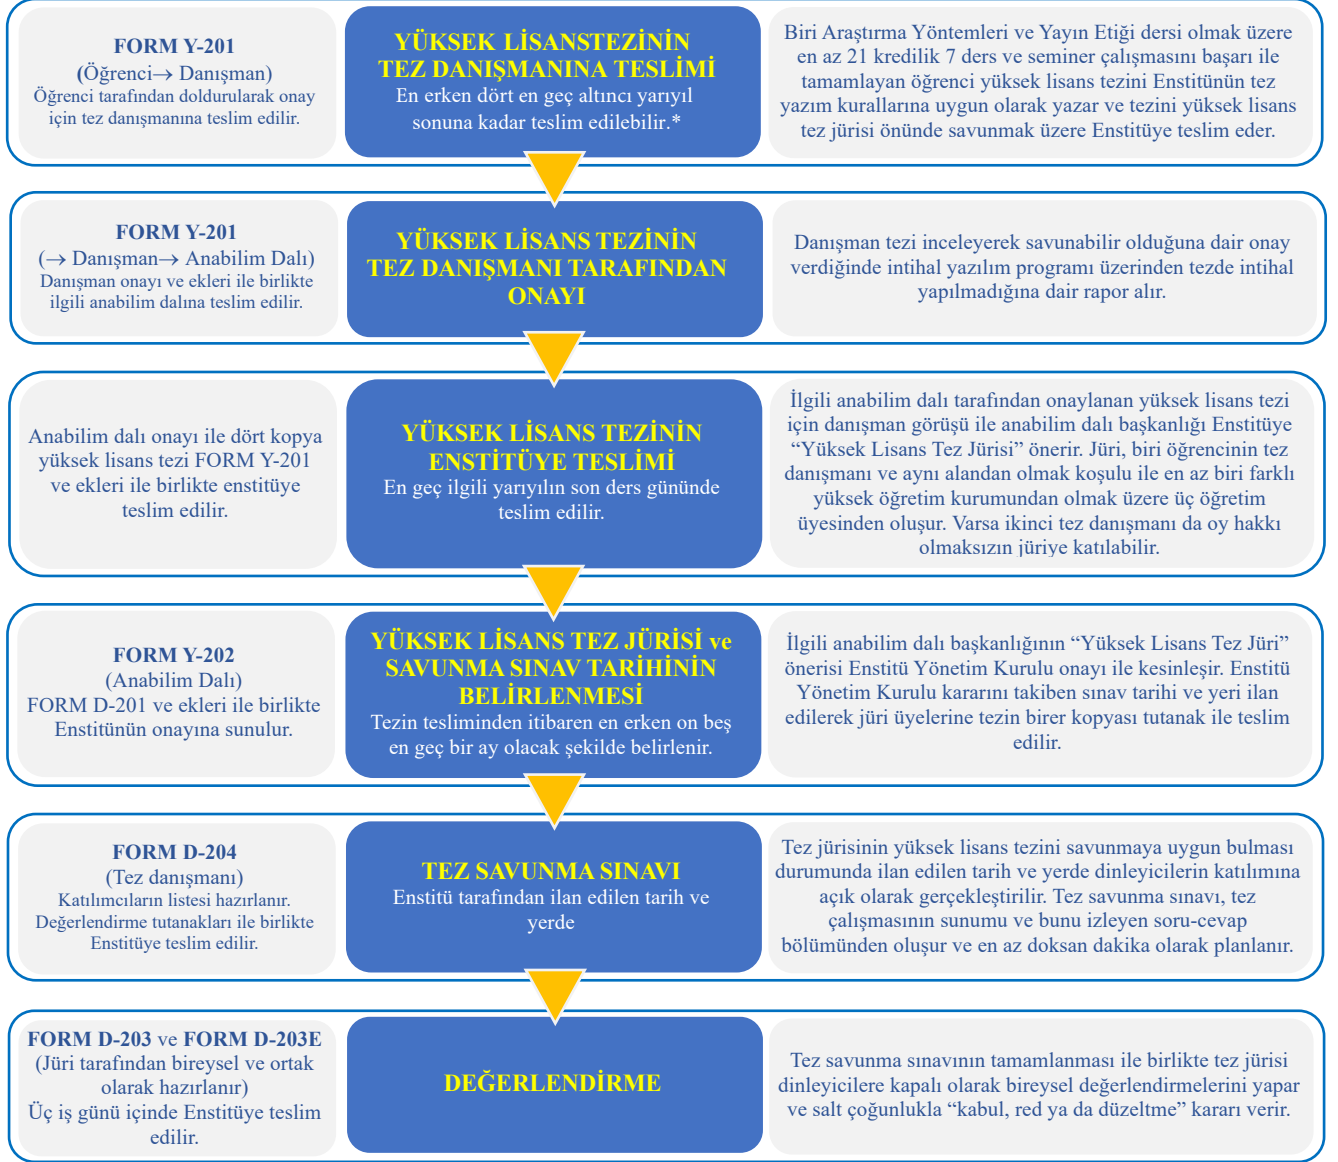 FORM Y-201
(Öğrenci→ Danışman)
Öğrenci tarafından doldurularak onay
için tez danışmanına teslim edilir.
YÜKSEK LİSANSTEZİNİN
TEZ DANIŞMANINA TESLİMİ
En erken dört en geç altıncı yarıyıl
sonuna kadar teslim edilebilir.*
Biri Araştırma Yöntemleri ve Yayın Etiği dersi olmak üzere
en az 21 kredilik 7 ders ve seminer çalışmasını başarı ile
tamamlayan öğrenci yüksek lisans tezini Enstitünün tez
yazım kurallarına uygun olarak yazar ve tezini yüksek lisans
tez jürisi önünde savunmak üzere Enstitüye teslim eder.
FORM Y-201
(→ Danışman→ Anabilim Dalı)
Danışman onayı ve ekleri ile birlikte
ilgili anabilim dalına teslim edilir.
YÜKSEK LİSANS TEZİNİN
TEZ DANIŞMANI TARAFINDAN
ONAYI
Danışman tezi inceleyerek savunabilir olduğuna dair onay
verdiğinde intihal yazılım programı üzerinden tezde intihal
yapılmadığına dair rapor alır.
Anabilim dalı onayı ile dört kopya
yüksek lisans tezi FORM Y-201
ve ekleri ile birlikte enstitüye
teslim edilir.
YÜKSEK LİSANS TEZİNİN
ENSTİTÜYE TESLİMİ
En geç ilgili yarıyılın son ders gününde
teslim edilir.
İlgili anabilim dalı tarafından onaylanan yüksek lisans tezi
için danışman görüşü ile anabilim dalı başkanlığı Enstitüye
“Yüksek Lisans Tez Jürisi” önerir. Jüri, biri öğrencinin tez
danışmanı ve aynı alandan olmak koşulu ile en az biri farklı
yüksek öğretim kurumundan olmak üzere üç öğretim
üyesinden oluşur. Varsa ikinci tez danışmanı da oy hakkı
olmaksızın jüriye katılabilir.
FORM Y-202
(Anabilim Dalı)
FORM D-201 ve ekleri ile birlikte
Enstitünün onayına sunulur.
YÜKSEK LİSANS TEZ JÜRİSİ ve
SAVUNMA SINAV TARİHİNİN
BELİRLENMESİ
Tezin tesliminden itibaren en erken on beş
en geç bir ay olacak şekilde belirlenir.
İlgili anabilim dalı başkanlığının “Yüksek Lisans Tez Jüri”
önerisi Enstitü Yönetim Kurulu onayı ile kesinleşir. Enstitü
Yönetim Kurulu kararını takiben sınav tarihi ve yeri ilan
edilerek jüri üyelerine tezin birer kopyası tutanak ile teslim
edilir.
FORM D-204
(Tez danışmanı)
Katılımcıların listesi hazırlanır.
Değerlendirme tutanakları ile birlikte
Enstitüye teslim edilir.
TEZ SAVUNMA SINAVI
Enstitü tarafından ilan edilen tarih ve
yerde
Tez jürisinin yüksek lisans tezini savunmaya uygun bulması
durumunda ilan edilen tarih ve yerde dinleyicilerin katılımına
açık olarak gerçekleştirilir. Tez savunma sınavı, tez
çalışmasının sunumu ve bunu izleyen soru-cevap
bölümünden oluşur ve en az doksan dakika olarak planlanır.
FORM D-203 ve FORM D-203E
(Jüri tarafından bireysel ve ortak
olarak hazırlanır)
Üç iş günü içinde Enstitüye teslim
edilir.
DEĞERLENDİRME
Tez savunma sınavının tamamlanması ile birlikte tez jürisi
dinleyicilere kapalı olarak bireysel değerlendirmelerini yapar
ve salt çoğunlukla “kabul, red ya da düzeltme” kararı verir.